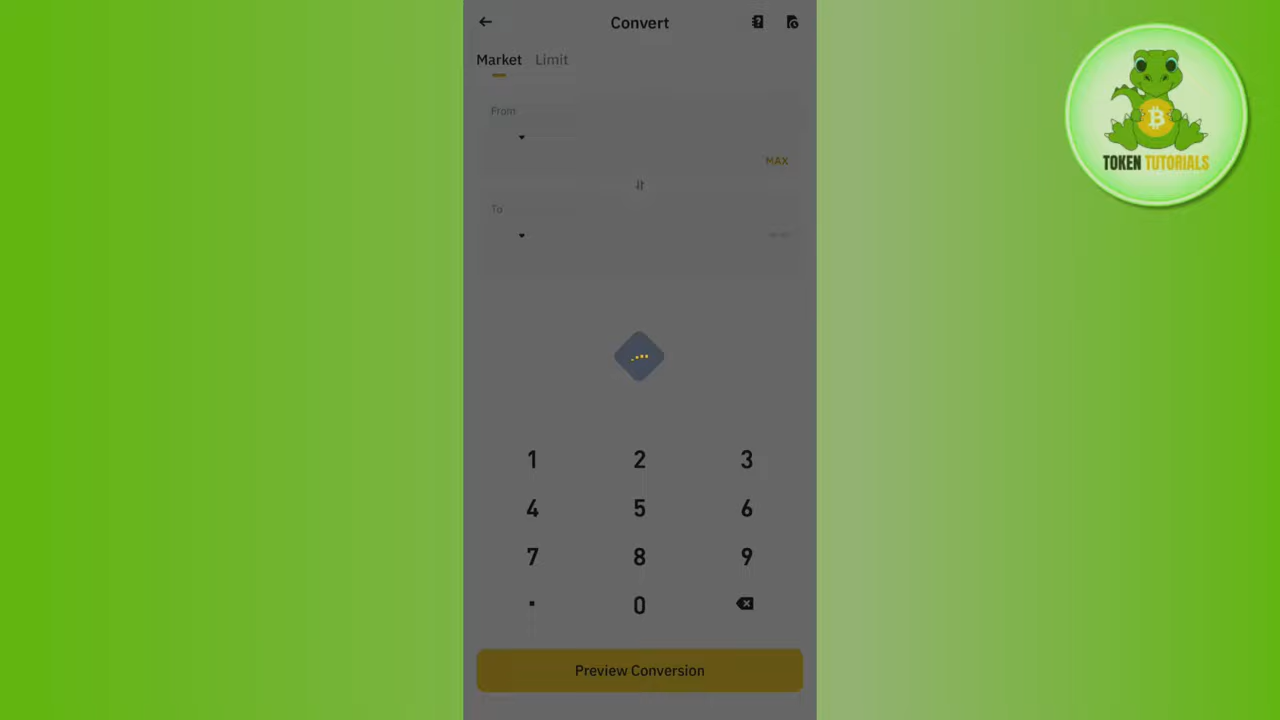 Convert
Market Limit
From
MAX
To
1 2 3
4 5 6
7 8 9
. 0
Preview Conversion
TOKEN TUTORIALS